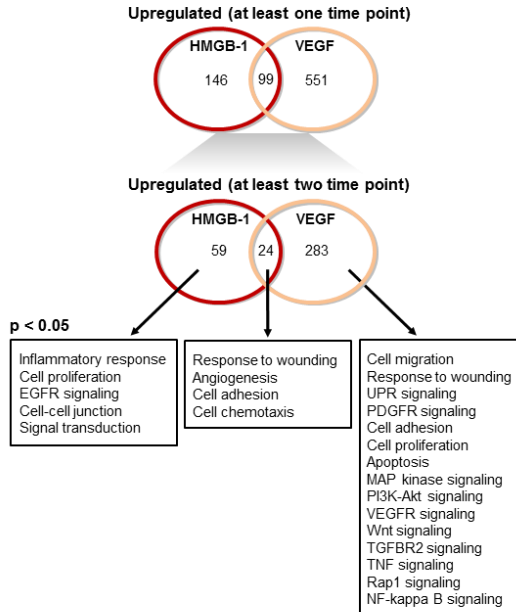 Upregulated (at least one time point)
HMGB-1 VEGF
146 99 551
Upregulated (at least two time point)
HMGB-1 VEGF
59 24 283
p < 0.05
Inflammatory response
Cell proliferation
EGFR signaling
Cell-cell junction
Signal transduction
Response to wounding
Angiogenesis
Cell adhesion
Cell chemotaxis
Cell migration
Response to wounding
UPR signaling
PDGFR signaling
Cell adhesion
Cell proliferation
Apoptosis
MAP kinase signaling
PI3K-Akt signaling
VEGFR signaling
Wnt signaling
TGFBR2 signaling
TNF signaling
Rap1 signaling
NF-kappa B signaling